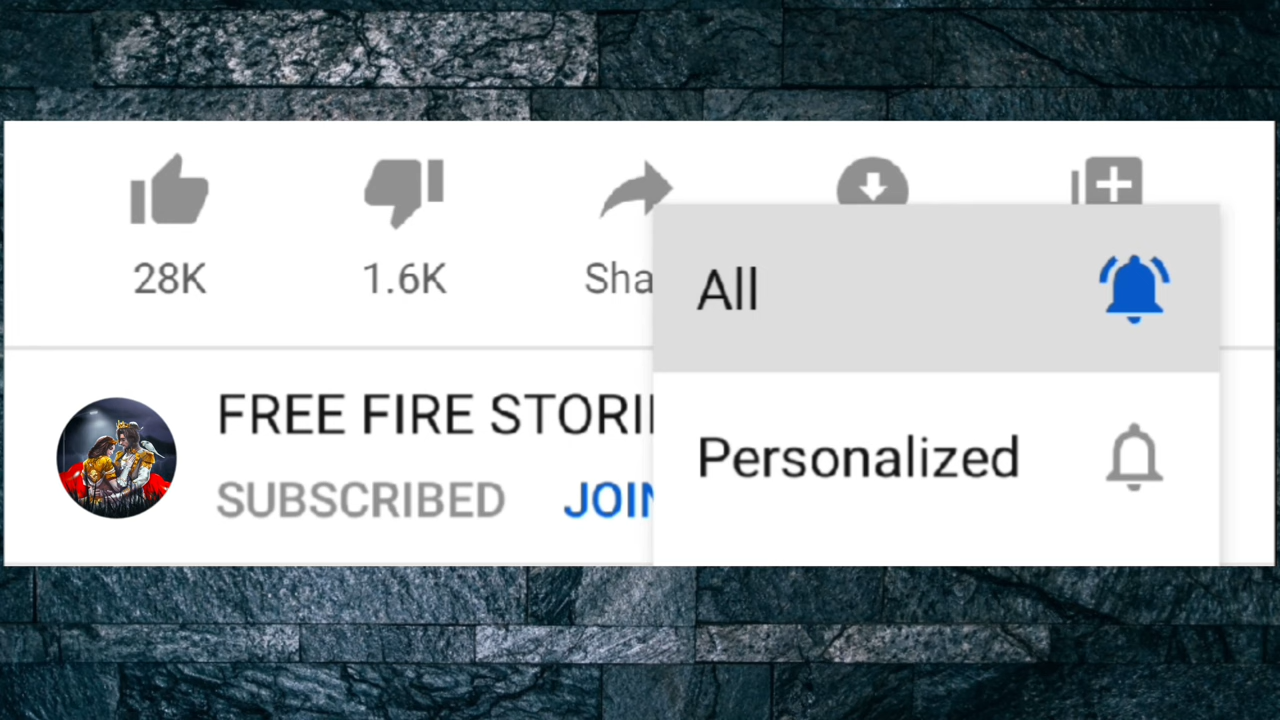 28K
1.6K
Sha
All
FREE FIRE STORI
Personalized
SUBSCRIBED
JOIN